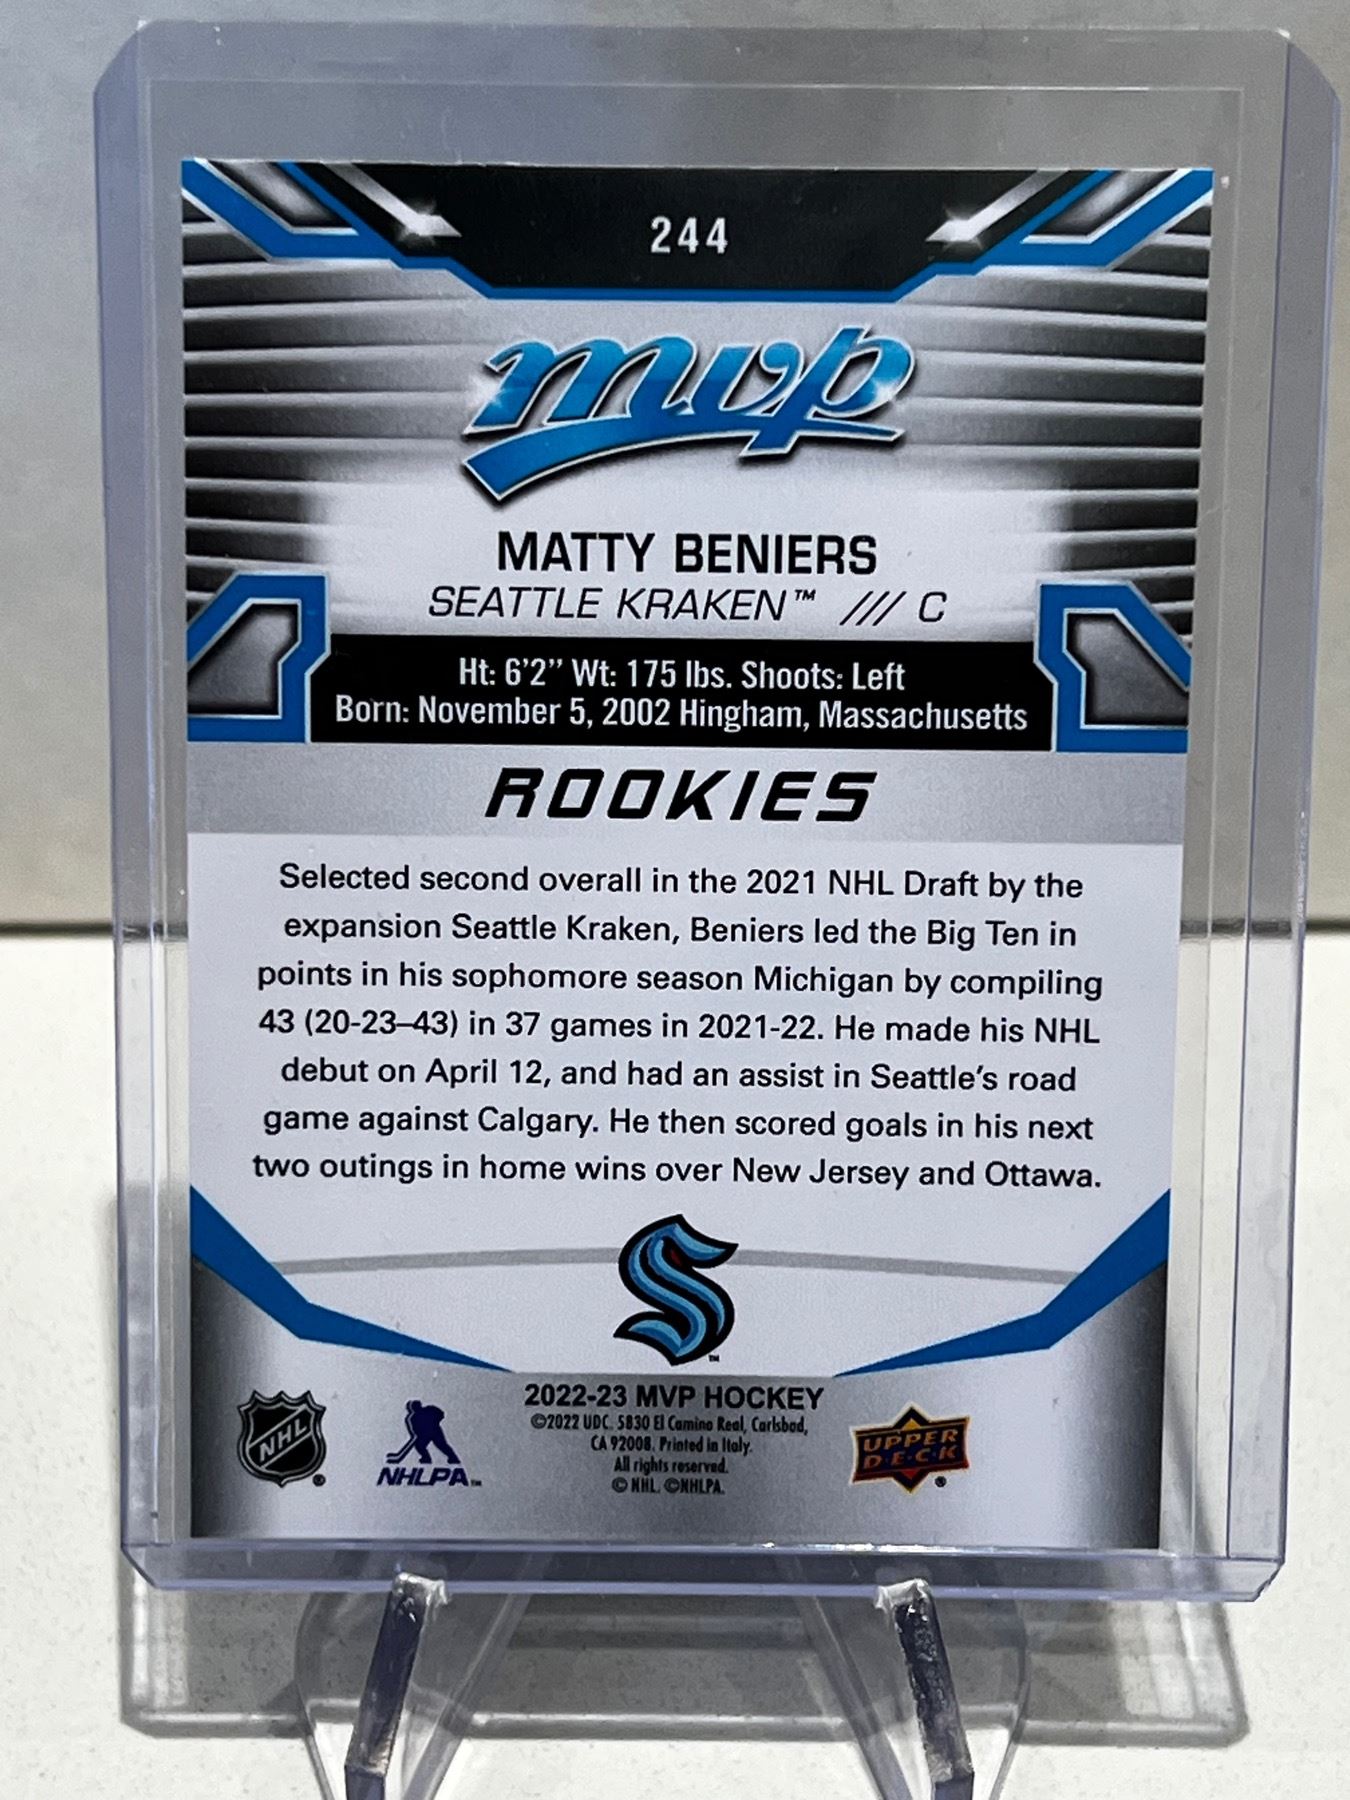 244
mvp
MATTY BENIERS
SEATTLE KRAKEN™ /// C
Ht: 6'2" Wt: 175 lbs. Shoots: Left
Born: November 5, 2002 Hingham, Massachusetts
ROOKIES
Selected second overall in the 2021 NHL Draft by the
expansion Seattle Kraken, Beniers led the Big Ten in
points in his sophomore season Michigan by compiling
43 (20-23–43) in 37 games in 2021-22. He made his NHL
debut on April 12, and had an assist in Seattle's road
game against Calgary. He then scored goals in his next
two outings in home wins over New Jersey and Ottawa.
S™
2022-23 MVP HOCKEY
©2022 UDC. 5830 El Camino Real, Carlsbad,
CA 92008. Printed in Italy.
All rights reserved.
© NHL. ©NHLPA.
NHL®
NHLPA™
UPPER
DECK®